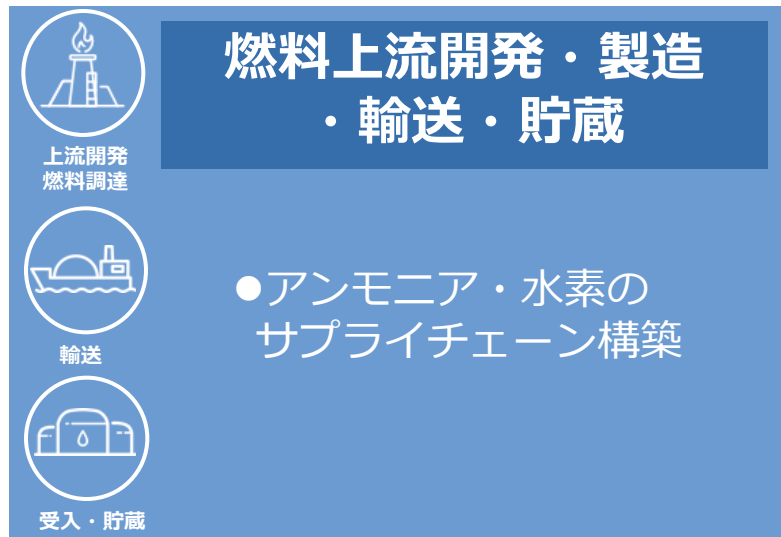 燃料上流開発・製造
・輸送・貯蔵
上流開発
燃料調達
●アンモニア・水素の
サプライチェーン構築
輸送
受入・貯蔵